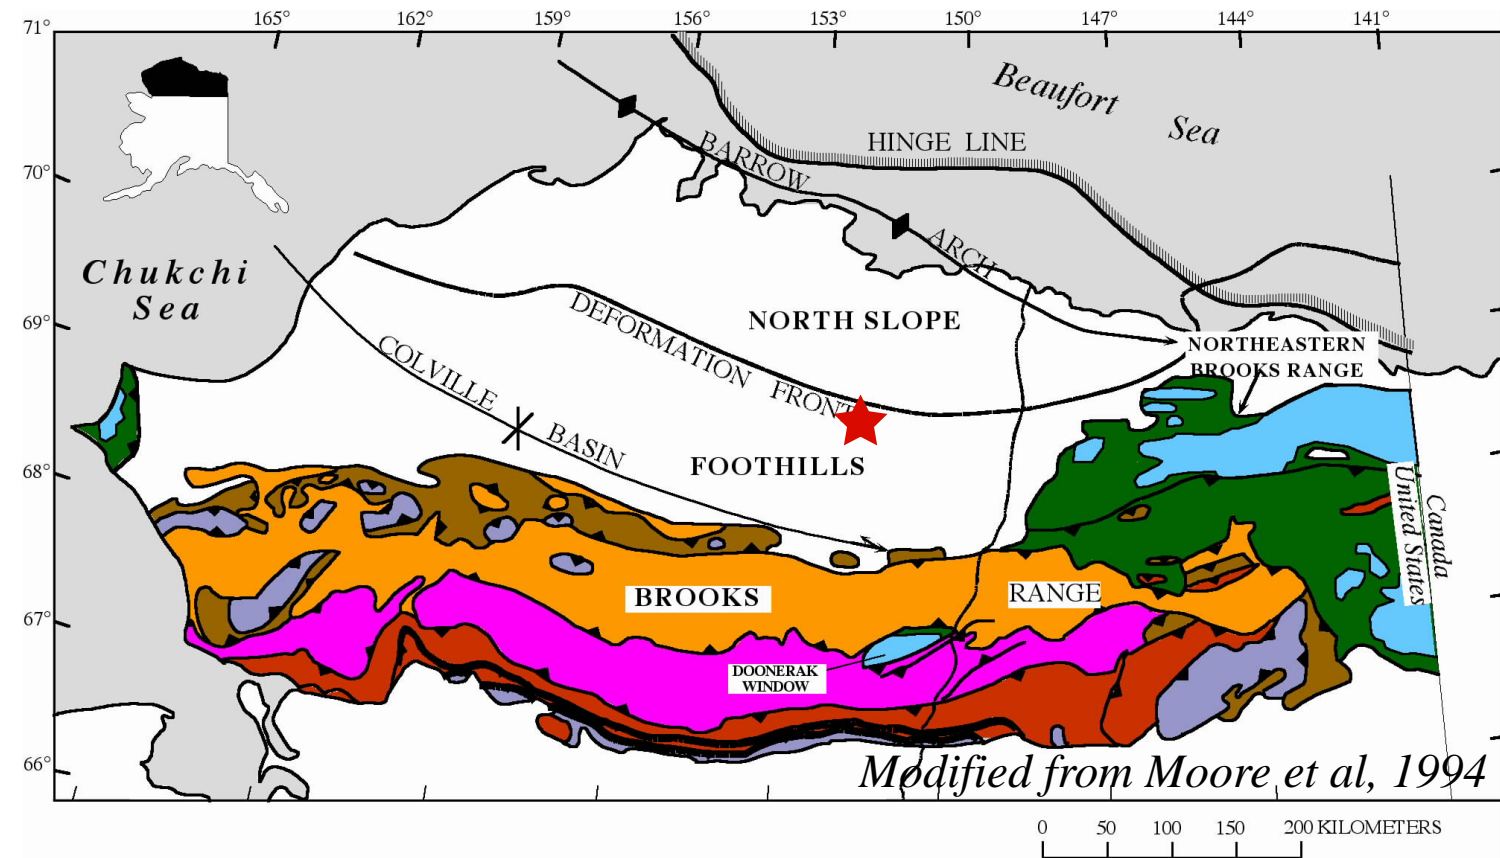 165° 162° 159° 156° 153° 150° 147° 144° 141°
71°
70°
69°
68°
67°
66°
Beaufort
Sea
HINGE LINE
BARROW
ARCH
Chukchi
Sea
NORTH SLOPE
DEFORMATION FRONT
COLVILLE
BASIN
NORTHEASTERN
BROOKS RANGE
FOOTHILLS
Canada
United States
BROOKS
RANGE
DOONERAK
WINDOW
Modified from Moore et al, 1994
0 50 100 150 200 KILOMETERS